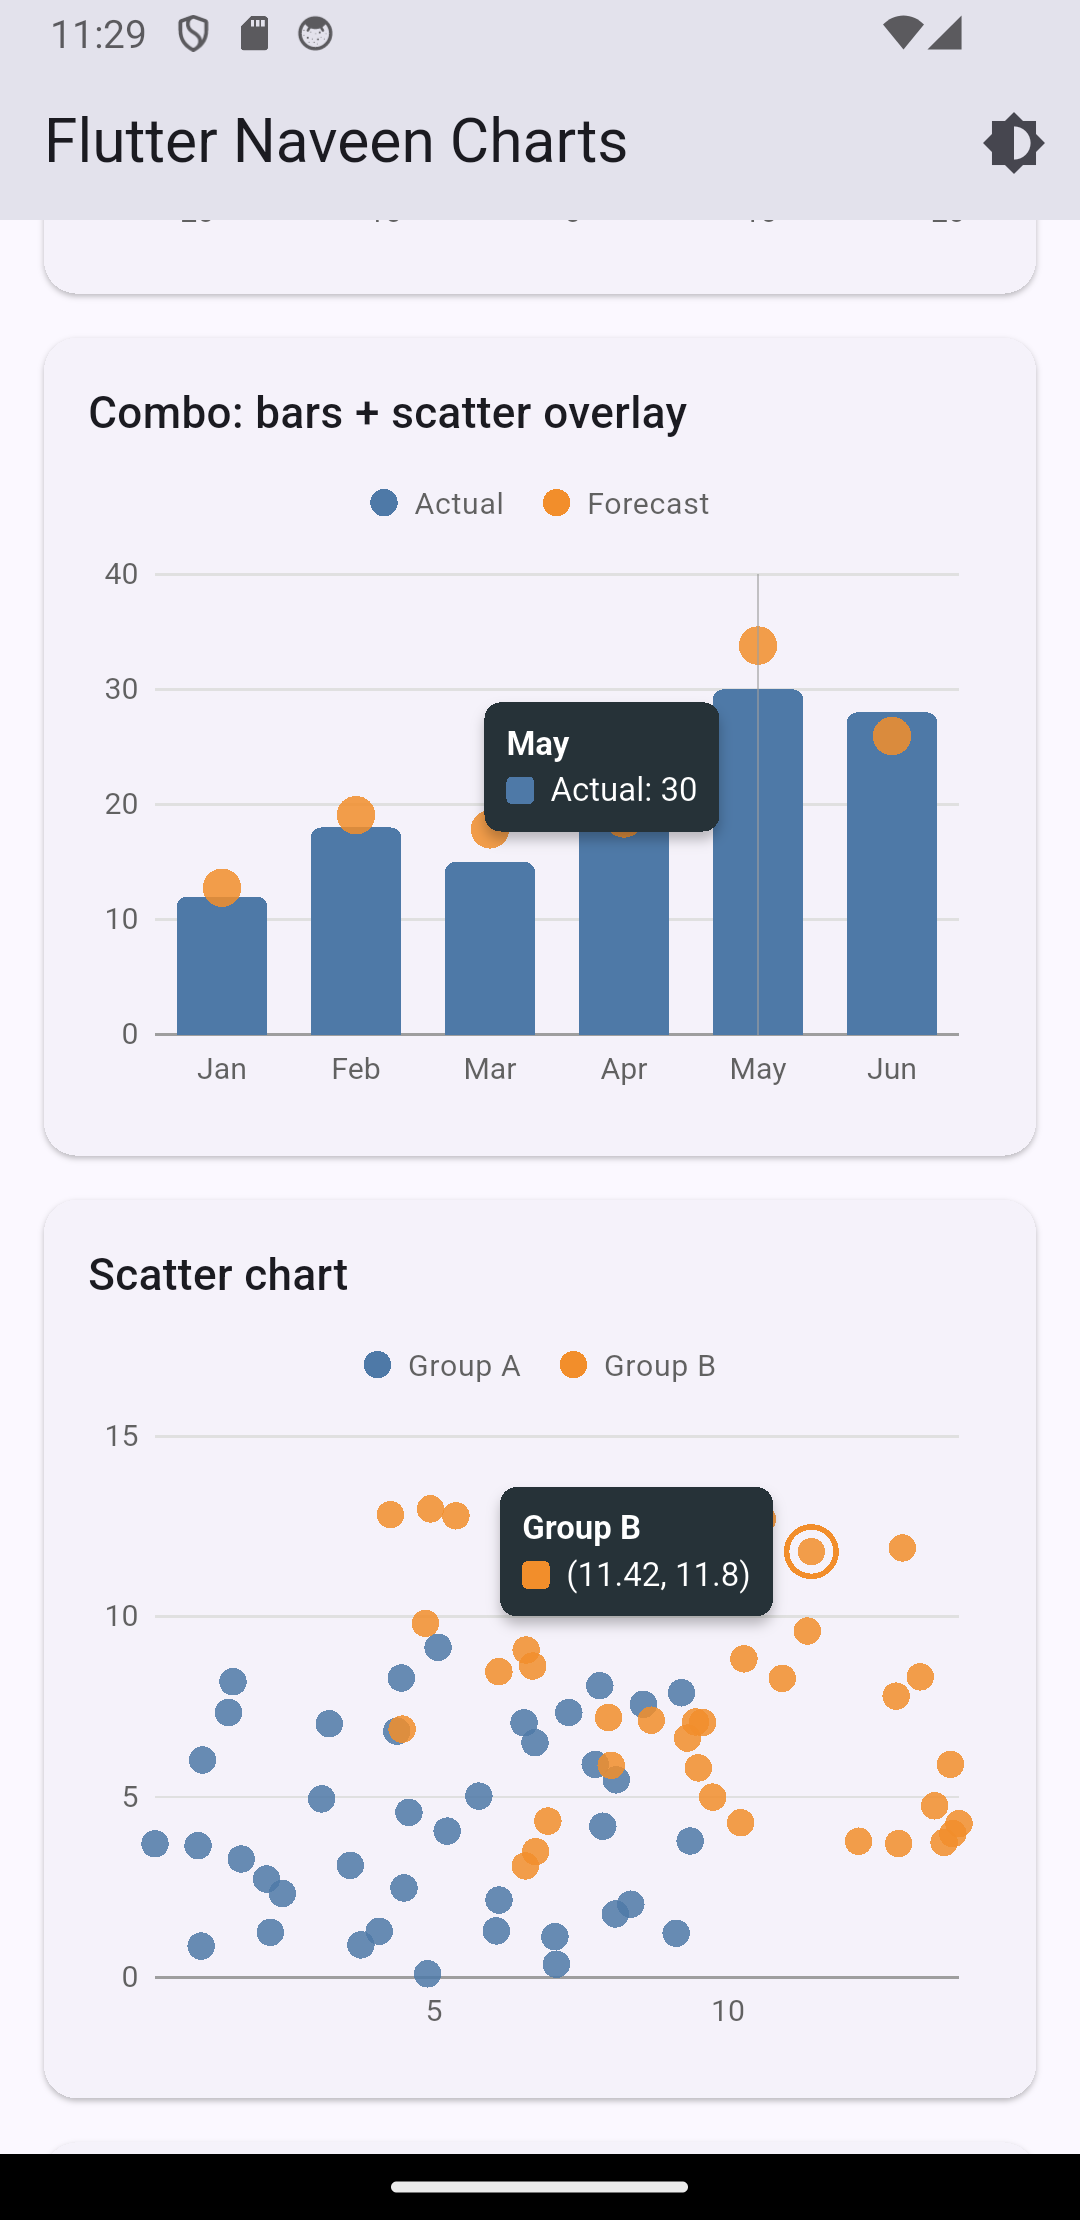 11:29
Flutter Naveen Charts
Combo: bars + scatter overlay
Actual Forecast
40
30
May
Actual: 30
20
10
0
Jan Feb Mar Apr May Jun
Scatter chart
Group A Group B
15
Group B
(11.42, 11.8)
10
5
0
5 10